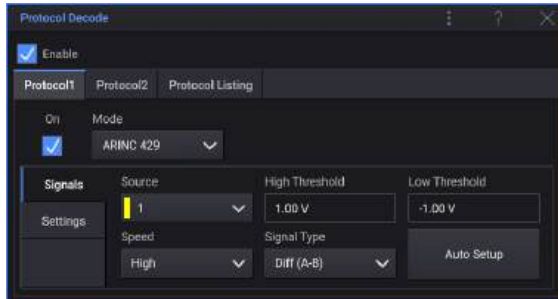 Protocol Decode
?
Enable
Protocol1 Protocol2 Protocol Listing
On Mode
ARINC 429
Signals Source High Threshold Low Threshold
1 1.00 V -1.00 V
Settings
Speed Signal Type
High Diff (A-B) Auto Setup